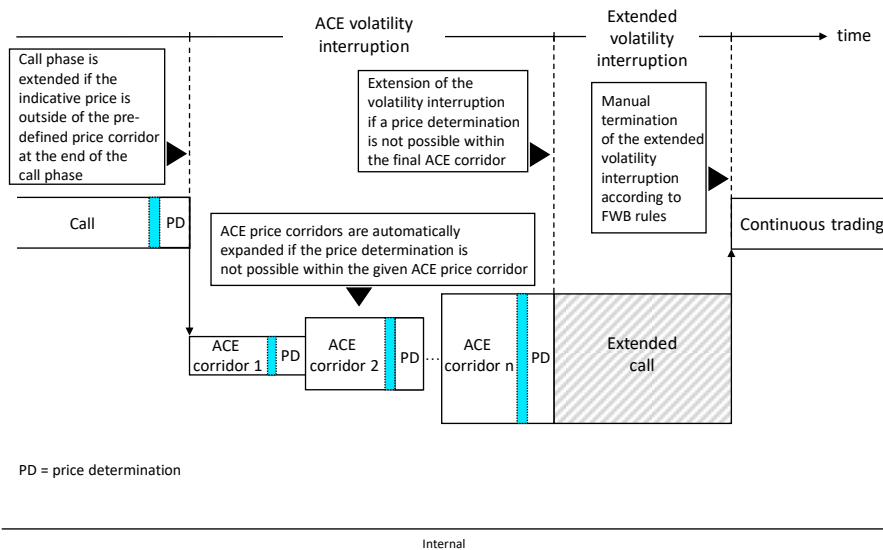 ACE volatility
interruption
Extended
volatility
interruption
time
Call phase is
extended if the
indicative price is
outside of the pre-
defined price corridor
at the end of the
call phase
Extension of the
volatility interruption
if a price determination
is not possible within
the final ACE corridor
Manual
termination
of the extended
volatility
interruption
according to
FWB rules
Call
PD
ACE price corridors are automatically
expanded if the price determination is
not possible within the given ACE price corridor
Continuous trading
ACE
corridor 1
PD
ACE
corridor 2
PD
...
ACE
corridor n
PD
Extended
call
PD = price determination
Internal